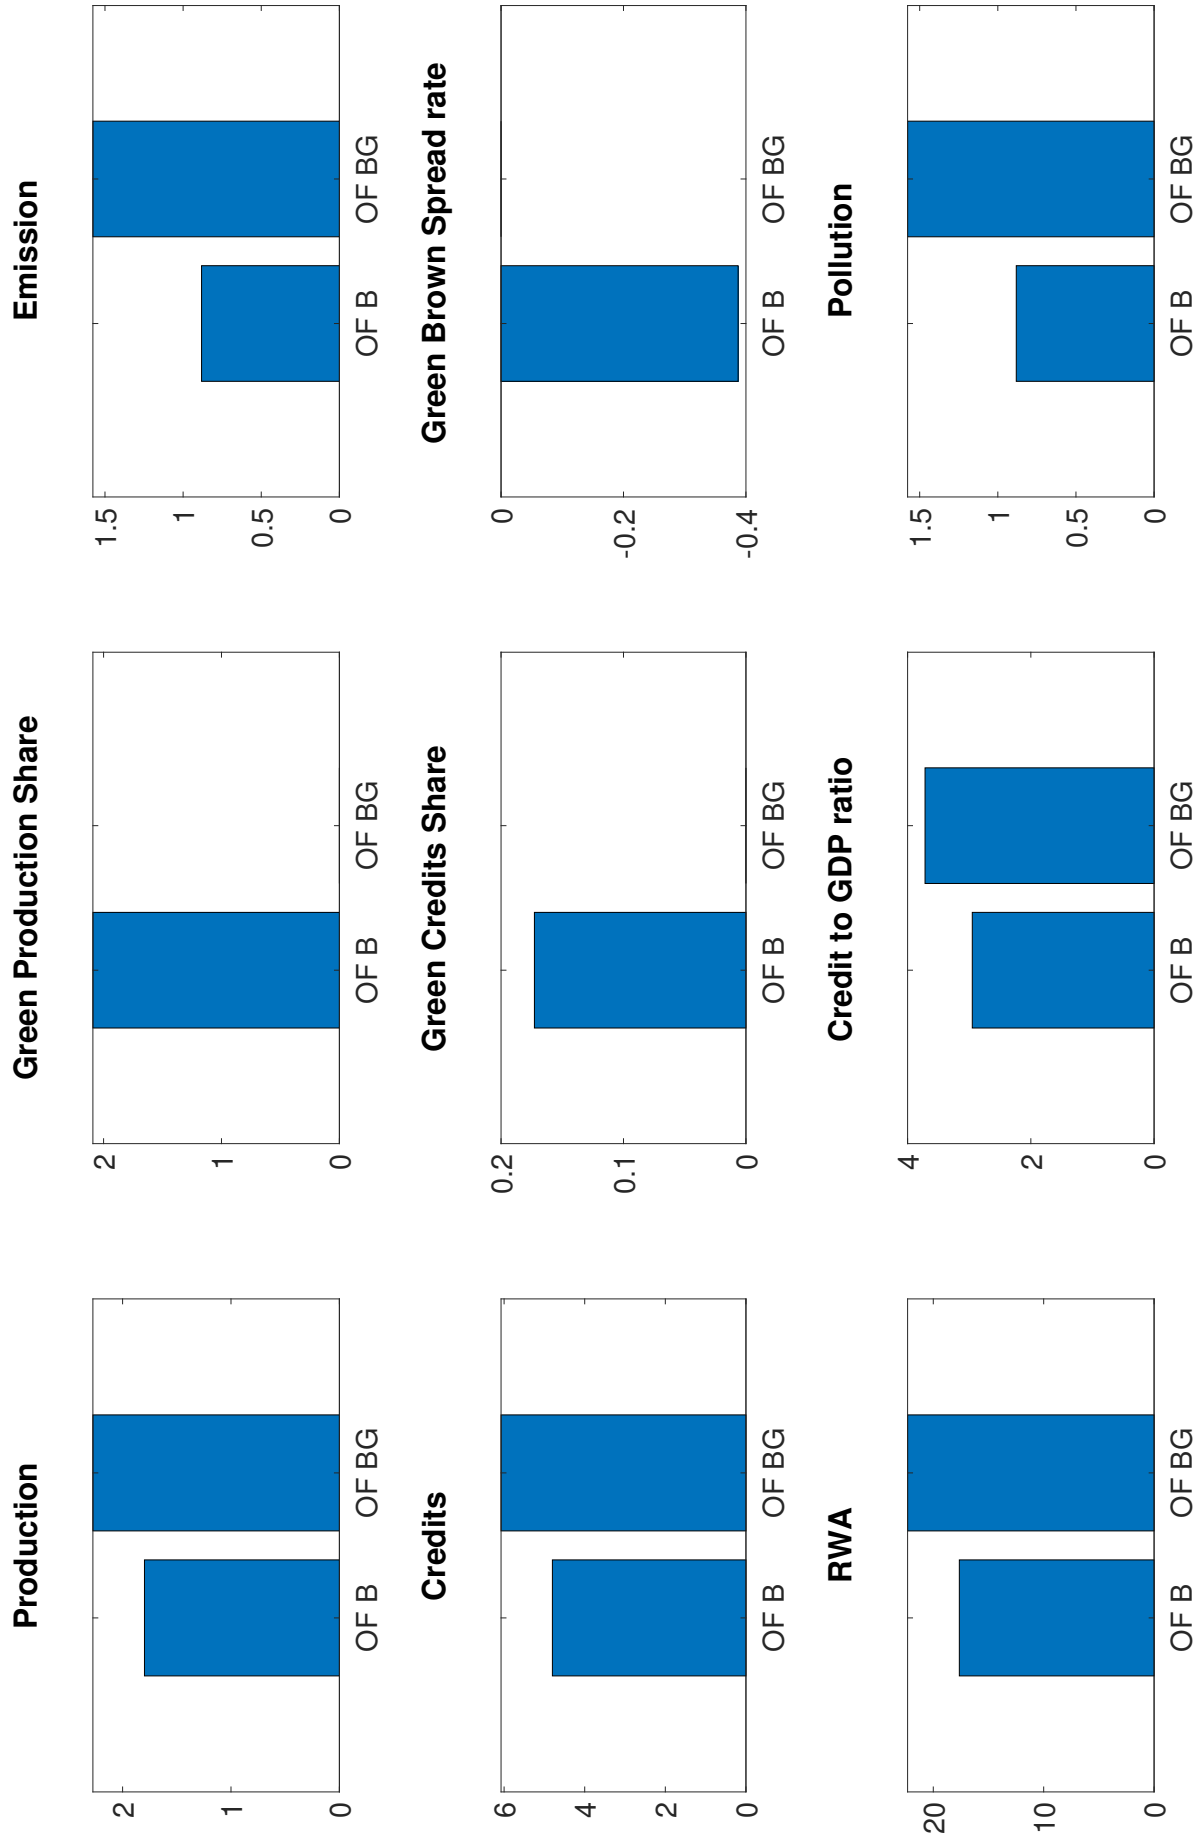 Production
2
1
0
OF B
OF BG
Green Production Share
2
1
0
OF B
OF BG
Emission
1.5
1
0.5
0
OF B
OF BG
Credits
6
4
2
0
OF B
OF BG
Green Credits Share
0.2
0.1
0
OF B
OF BG
Green Brown Spread rate
0
-0.2
-0.4
OF B
OF BG
RWA
20
10
0
OF B
OF BG
Credit to GDP ratio
4
2
0
OF B
OF BG
Pollution
1.5
1
0.5
0
OF B
OF BG